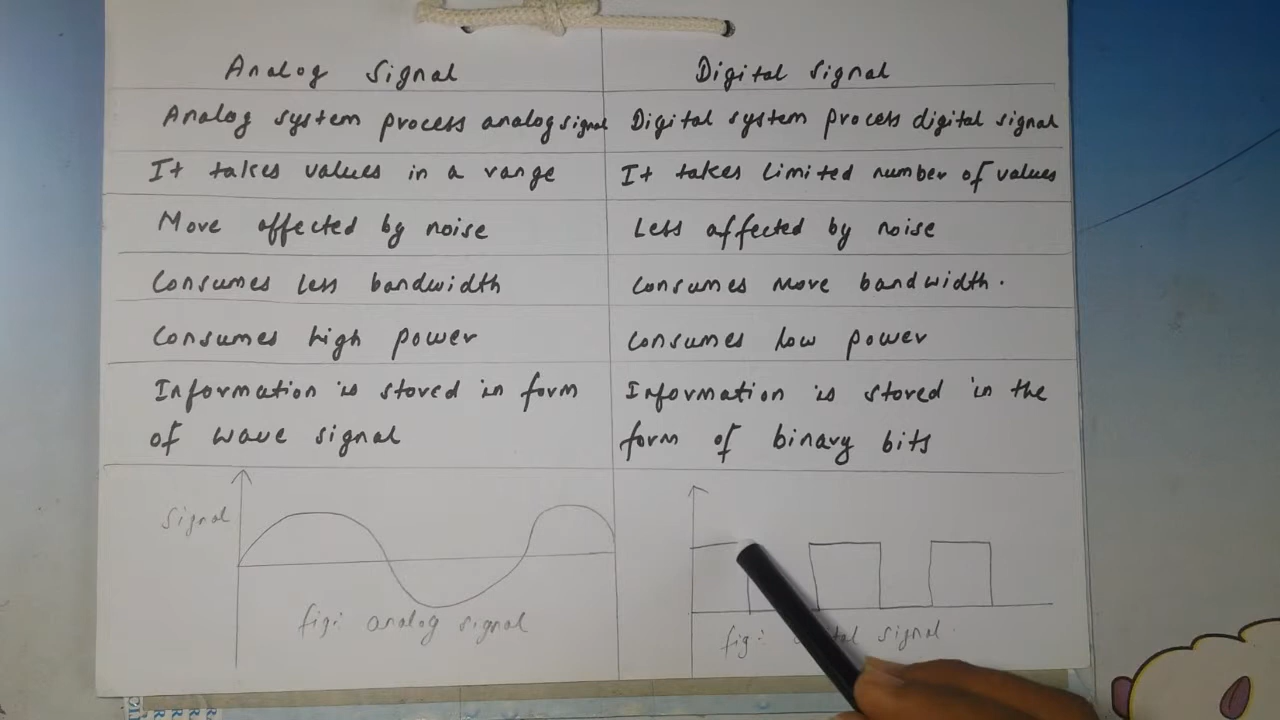 Analog Signal
Digital Signal
Analog system process analog signal
Digital system process digital signal
It takes values in a range
It takes limited number of values
More affected by noise
Less affected by noise
Consumes less bandwidth
Consumes more bandwidth.
Consumes high power
Consumes low power
Information is stored in form
of wave signal
Information is stored in the
form of binary bits
Signal
fig: analog signal
fig: signal.